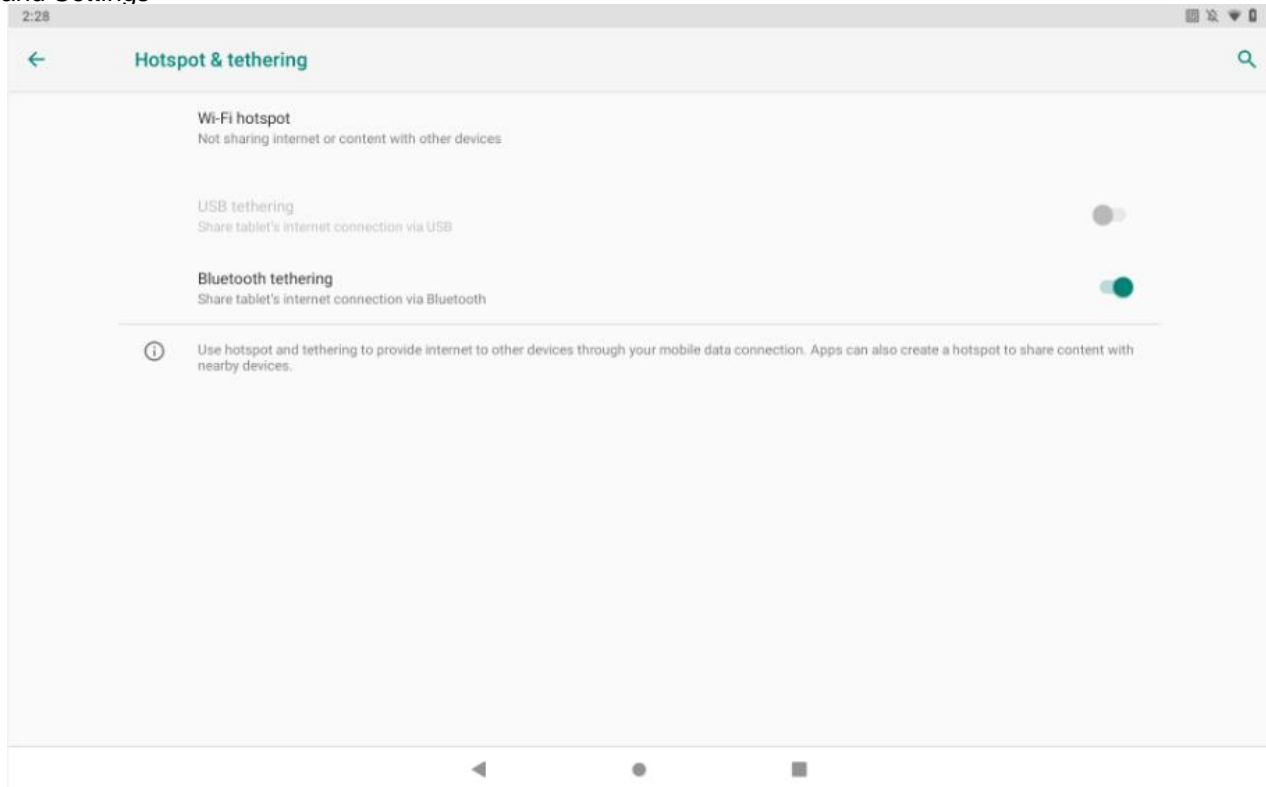 and Settings
2:28
Hotspot & tethering
Wi-Fi hotspot
Not sharing internet or content with other devices
USB tethering
Share tablet's internet connection via USB
Bluetooth tethering
Share tablet's internet connection via Bluetooth
Use hotspot and tethering to provide internet to other devices through your mobile data connection. Apps can also create a hotspot to share content with
nearby devices.